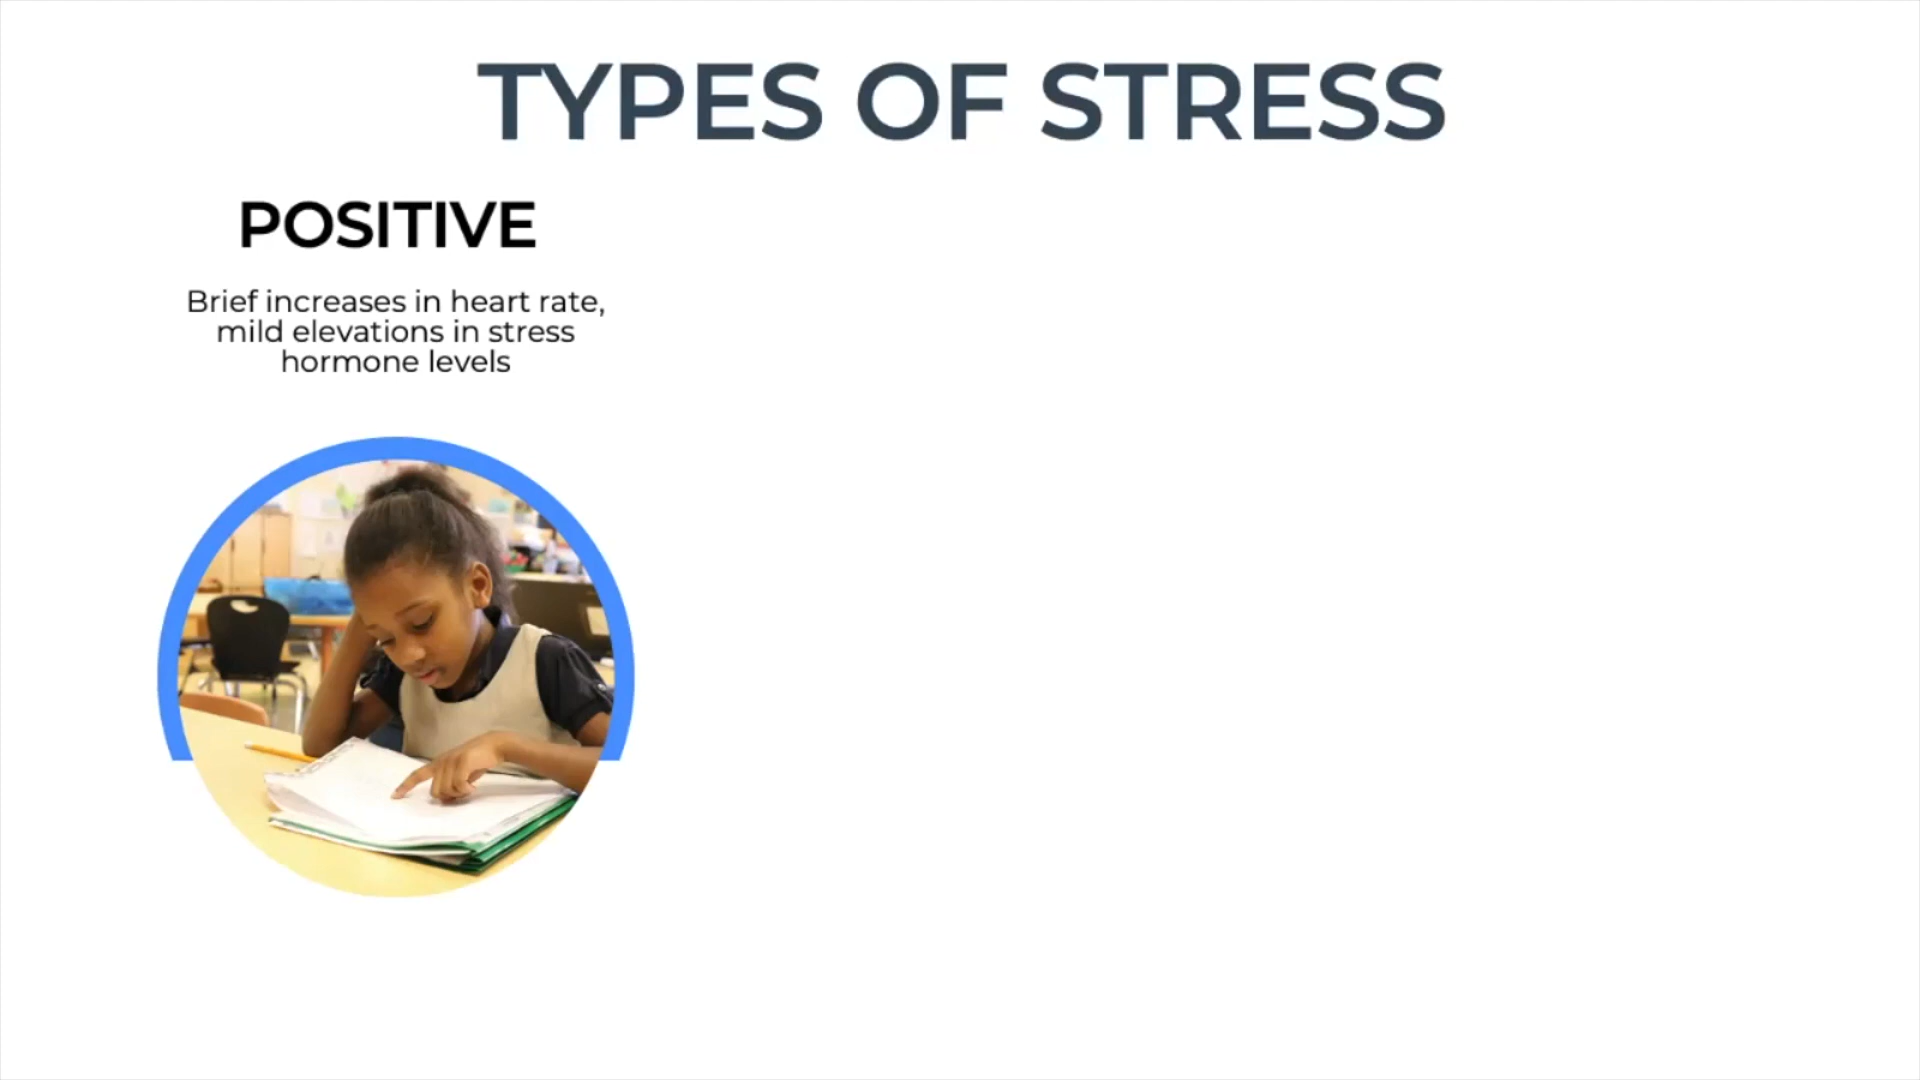 TYPES OF STRESS
POSITIVE
Brief increases in heart rate,
mild elevations in stress
hormone levels